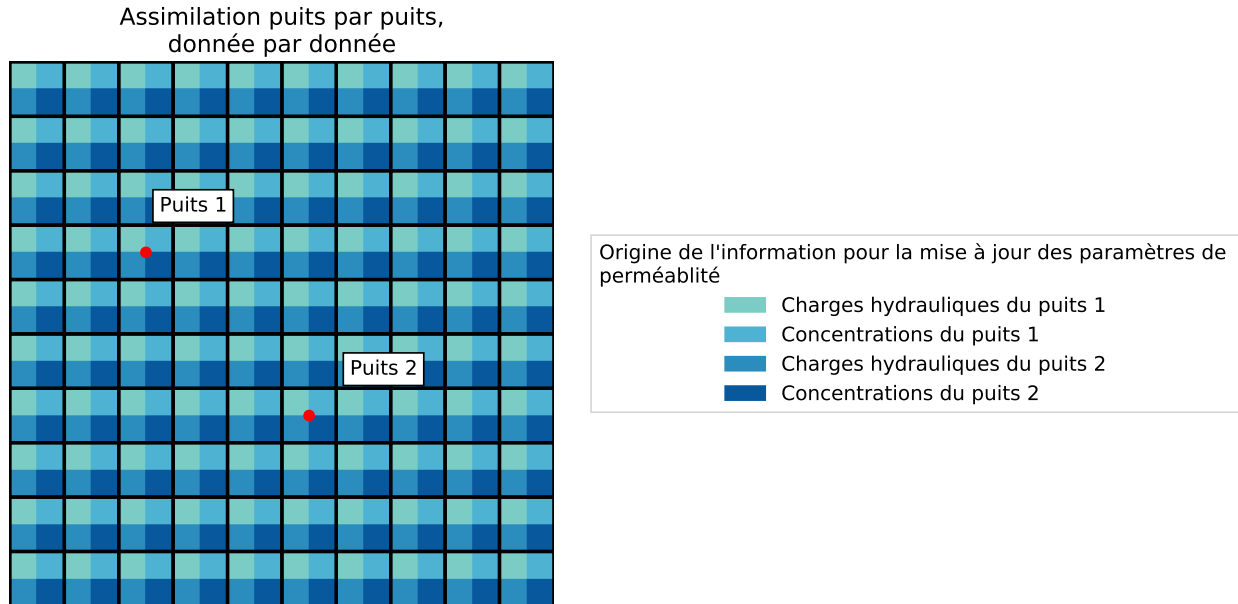 Assimilation puits par puits,
donnée par donnée
Puits 1
Puits 2
Origine de l'information pour la mise à jour des paramètres de
perméablité
Charges hydrauliques du puits 1
Concentrations du puits 1
Charges hydrauliques du puits 2
Concentrations du puits 2